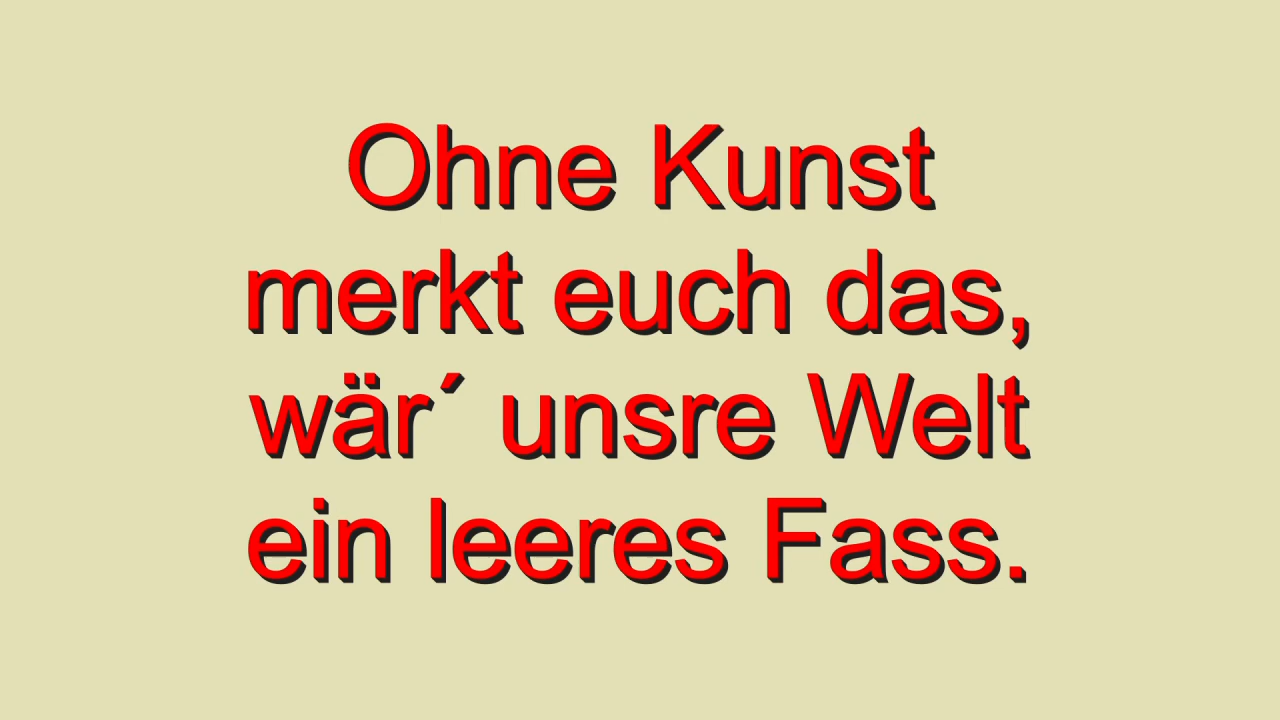 Ohne Kunst
merkt euch das,
wär´ unsre Welt
ein leeres Fass.